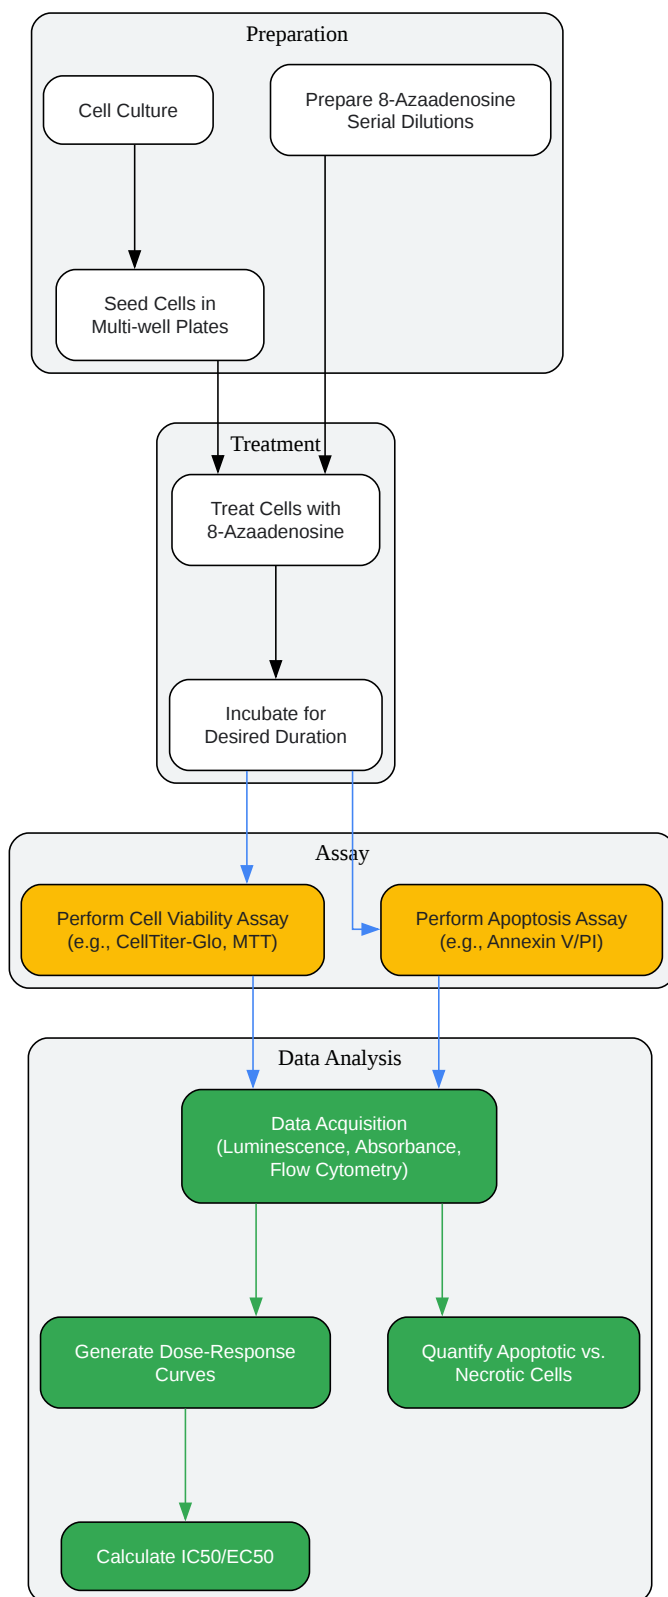 Preparation
Cell Culture
Prepare 8-Azaadenosine
Serial Dilutions
Seed Cells in
Multi-well Plates
Treatment
Treat Cells with
8-Azaadenosine
Incubate for
Desired Duration
Assay
Perform Cell Viability Assay
(e.g., CellTiter-Glo, MTT)
Perform Apoptosis Assay
(e.g., Annexin V/PI)
Data Analysis
Data Acquisition
(Luminescence, Absorbance,
Flow Cytometry)
Generate Dose-Response
Curves
Quantify Apoptotic vs.
Necrotic Cells
Calculate IC50/EC50